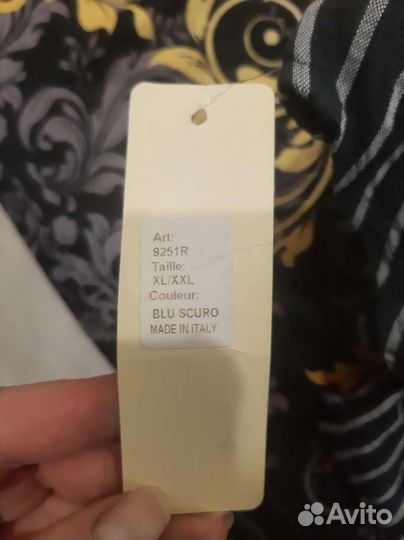 Art:
9251R
Taille:
XL/XXL
Couleur:
BLU SCURO
MADE IN ITALY
Avito